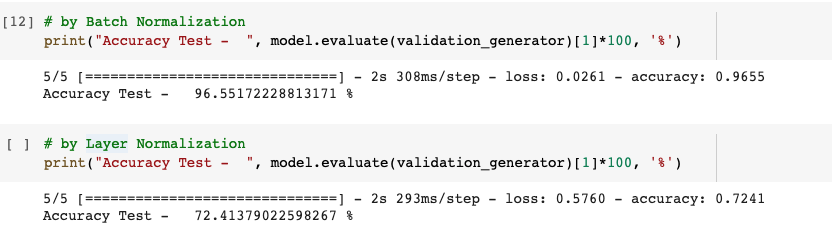 [12] # by Batch Normalization
print("Accuracy Test -  ", model.evaluate(validation_generator)[1]*100, '%')
5/5 [==============================] - 2s 308ms/step - loss: 0.0261 - accuracy: 0.9655
Accuracy Test -   96.55172228813171 %
[ ] # by Layer Normalization
print("Accuracy Test -  ", model.evaluate(validation_generator)[1]*100, '%')
5/5 [==============================] - 2s 293ms/step - loss: 0.5760 - accuracy: 0.7241
Accuracy Test -   72.41379022598267 %